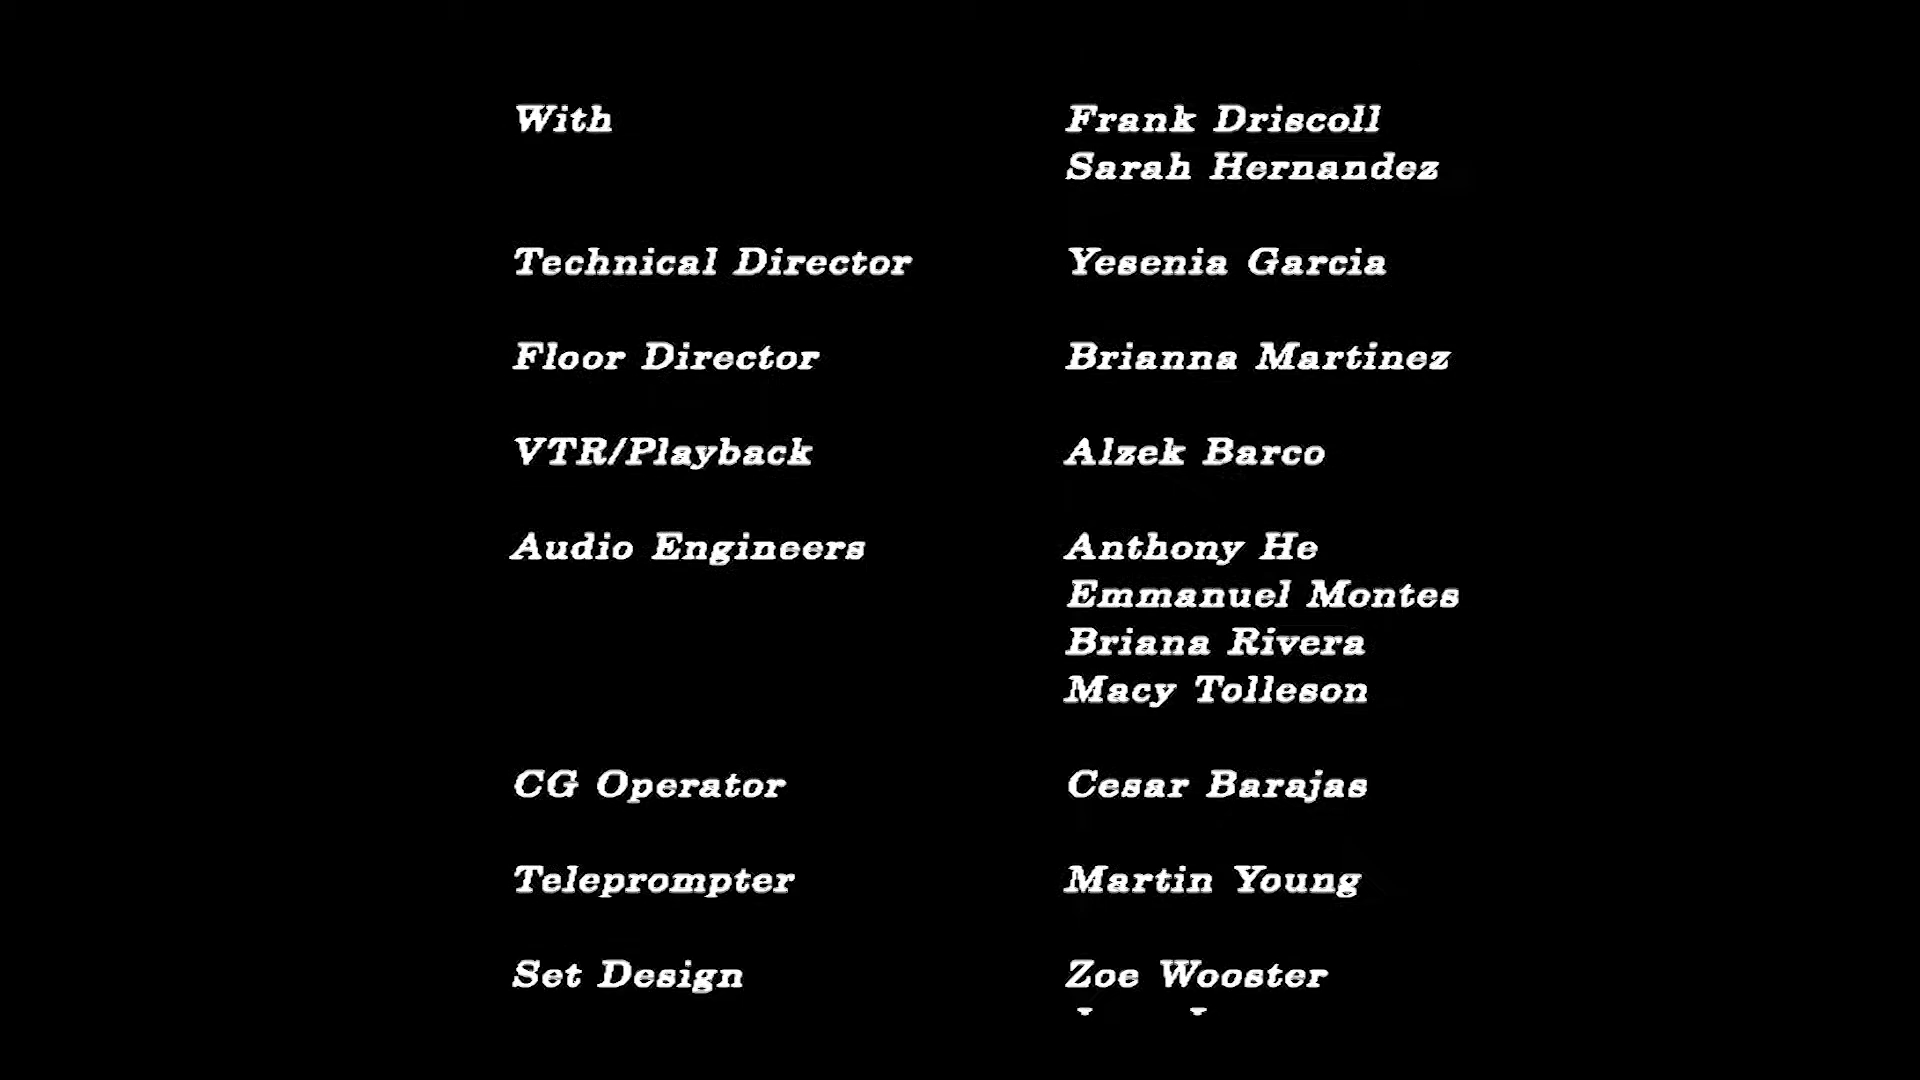 With Frank Driscoll
Sarah Hernandez
Technical Director Yesenia Garcia
Floor Director Brianna Martinez
VTR/Playback Alzek Barco
Audio Engineers Anthony He
Emmanuel Montes
Briana Rivera
Macy Tolleson
CG Operator Cesar Barajas
Teleprompter Martin Young
Set Design Zoe Wooster